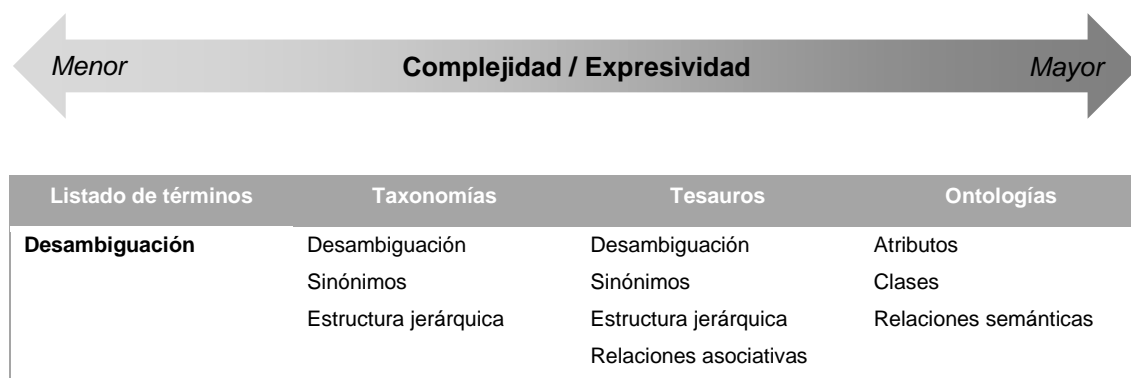 Menor Complejidad / Expresividad Mayor
Listado de términos Taxonomías Tesauros Ontologías
Desambiguación Desambiguación Desambiguación Atributos
Sinónimos Sinónimos Clases
Estructura jerárquica Estructura jerárquica Relaciones semánticas
Relaciones asociativas